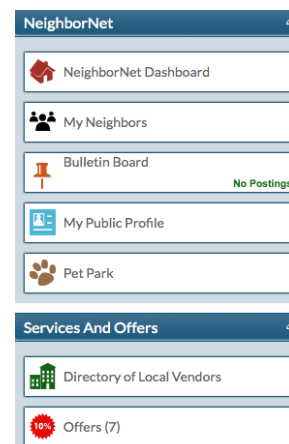 NeighborNet
NeighborNet Dashboard
My Neighbors
Bulletin Board
No Postings
My Public Profile
Pet Park
Services And Offers
Directory of Local Vendors
10%
Offers (7)